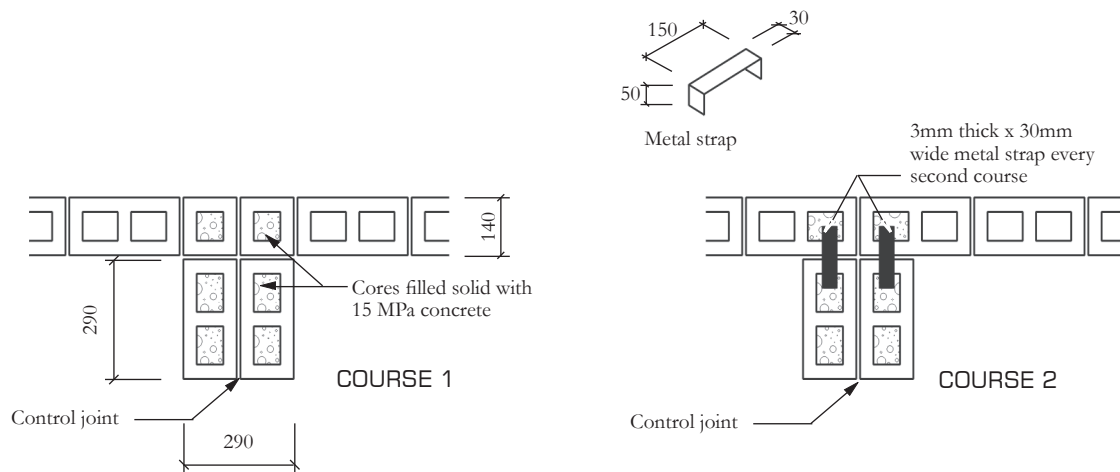 150
30
50
Metal strap
3mm thick x 30mm
wide metal strap every
second course
140
290
Cores filled solid with
15 MPa concrete
COURSE 1
Control joint
290
COURSE 2
Control joint